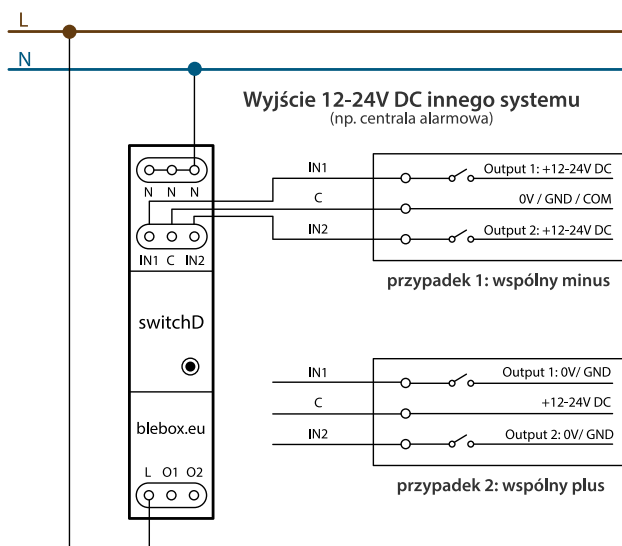 L
N
Wyjście 12-24V DC innego systemu
(np. centrala alarmowa)
N N N
IN1 C IN2
switchD
blebox.eu
L O1 O2
IN1
Output 1: +12-24V DC
C
0V / GND / COM
IN2
Output 2: +12-24V DC
przypadek 1: wspólny minus
IN1
Output 1: 0V/ GND
C
+12-24V DC
IN2
Output 2: 0V/ GND
przypadek 2: wspólny plus